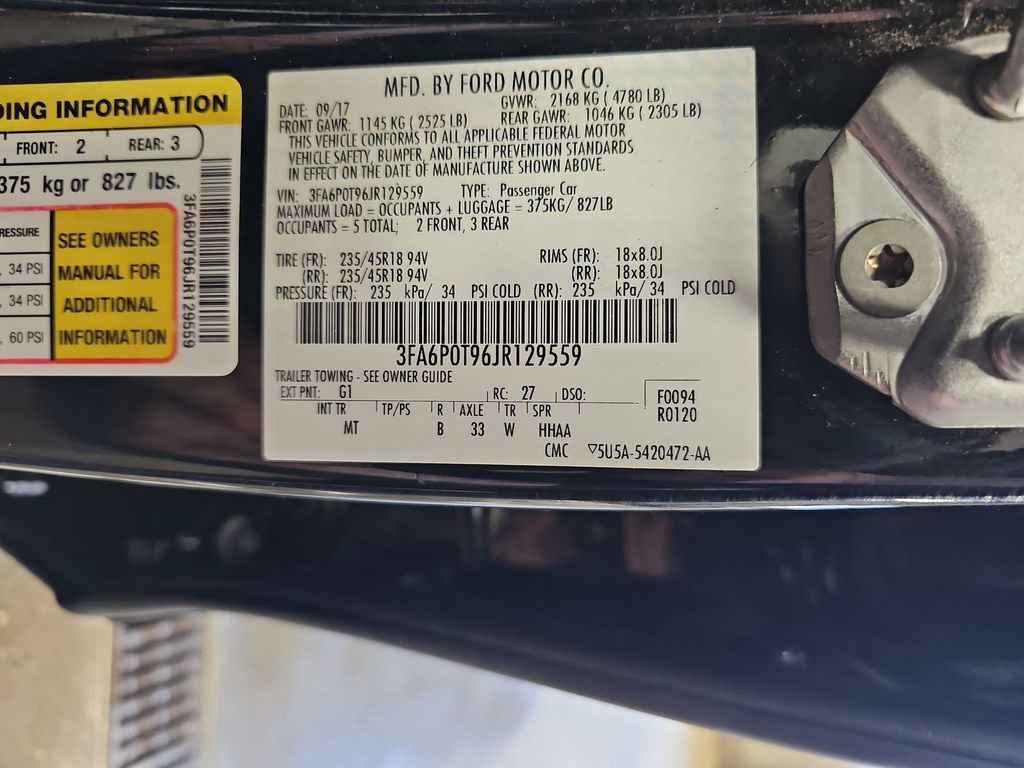 DING INFORMATION
FRONT: 2 REAR: 3
375 kg or 827 lbs.
RESSURE
, 34 PSI
, 34 PSI
, 60 PSI
SEE OWNERS
MANUAL FOR
ADDITIONAL
INFORMATION
3FA6P0T96JR129559
MFD. BY FORD MOTOR CO.
DATE: 09/17 GVWR: 2168 KG ( 4780 LB)
FRONT GAWR: 1145 KG ( 2525 LB) REAR GAWR: 1046 KG ( 2305 LB)
THIS VEHICLE CONFORMS TO ALL APPLICABLE FEDERAL MOTOR
VEHICLE SAFETY, BUMPER, AND THEFT PREVENTION STANDARDS
IN EFFECT ON THE DATE OF MANUFACTURE SHOWN ABOVE.
VIN: 3FA6P0T96JR129559 TYPE: Passenger Car
MAXIMUM LOAD = OCCUPANTS + LUGGAGE = 375KG/ 827LB
OCCUPANTS = 5 TOTAL; 2 FRONT, 3 REAR
TIRE (FR): 235/45R18 94V RIMS (FR): 18x8.0J
(RR): 235/45R18 94V (RR): 18x8.0J
PRESSURE (FR): 235 kPa/ 34 PSI COLD (RR): 235 kPa/ 34 PSI COLD
3FA6P0T96JR129559
TRAILER TOWING - SEE OWNER GUIDE
EXT PNT: G1 RC: 27 DSO: F0094
INT TR TP/PS R AXLE TR SPR R0120
MT B 33 W HHAA
CMC ▽5U5A-5420472-AA